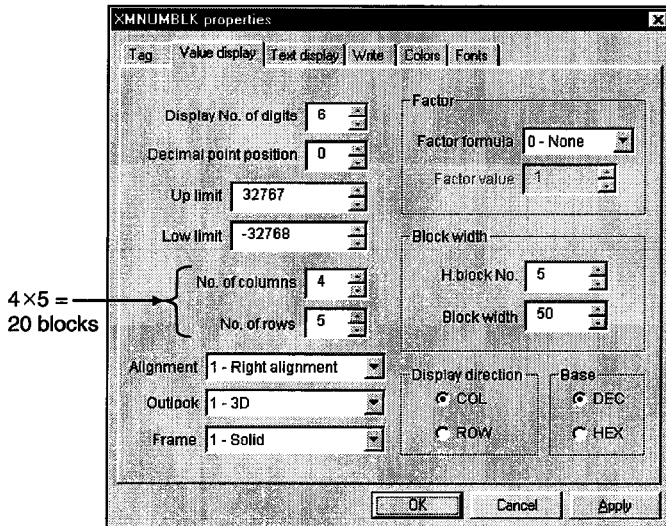 XMNUMBLK properties
Tag Value display Text display Write Colors Fonts
Display No. of digits 6
Decimal point position 0
Up limit 32767
Low limit -32768
No. of columns 4
No. of rows 5
4×5 =
20 blocks
Alignment 1 - Right alignment
Outlook 1 - 3D
Frame 1 - Solid
Factor
Factor formula 0 - None
Factor value 1
Block width
H.block No. 5
Block width 50
Display direction
COL
ROW
Base
DEC
HEX
OK Cancel Apply